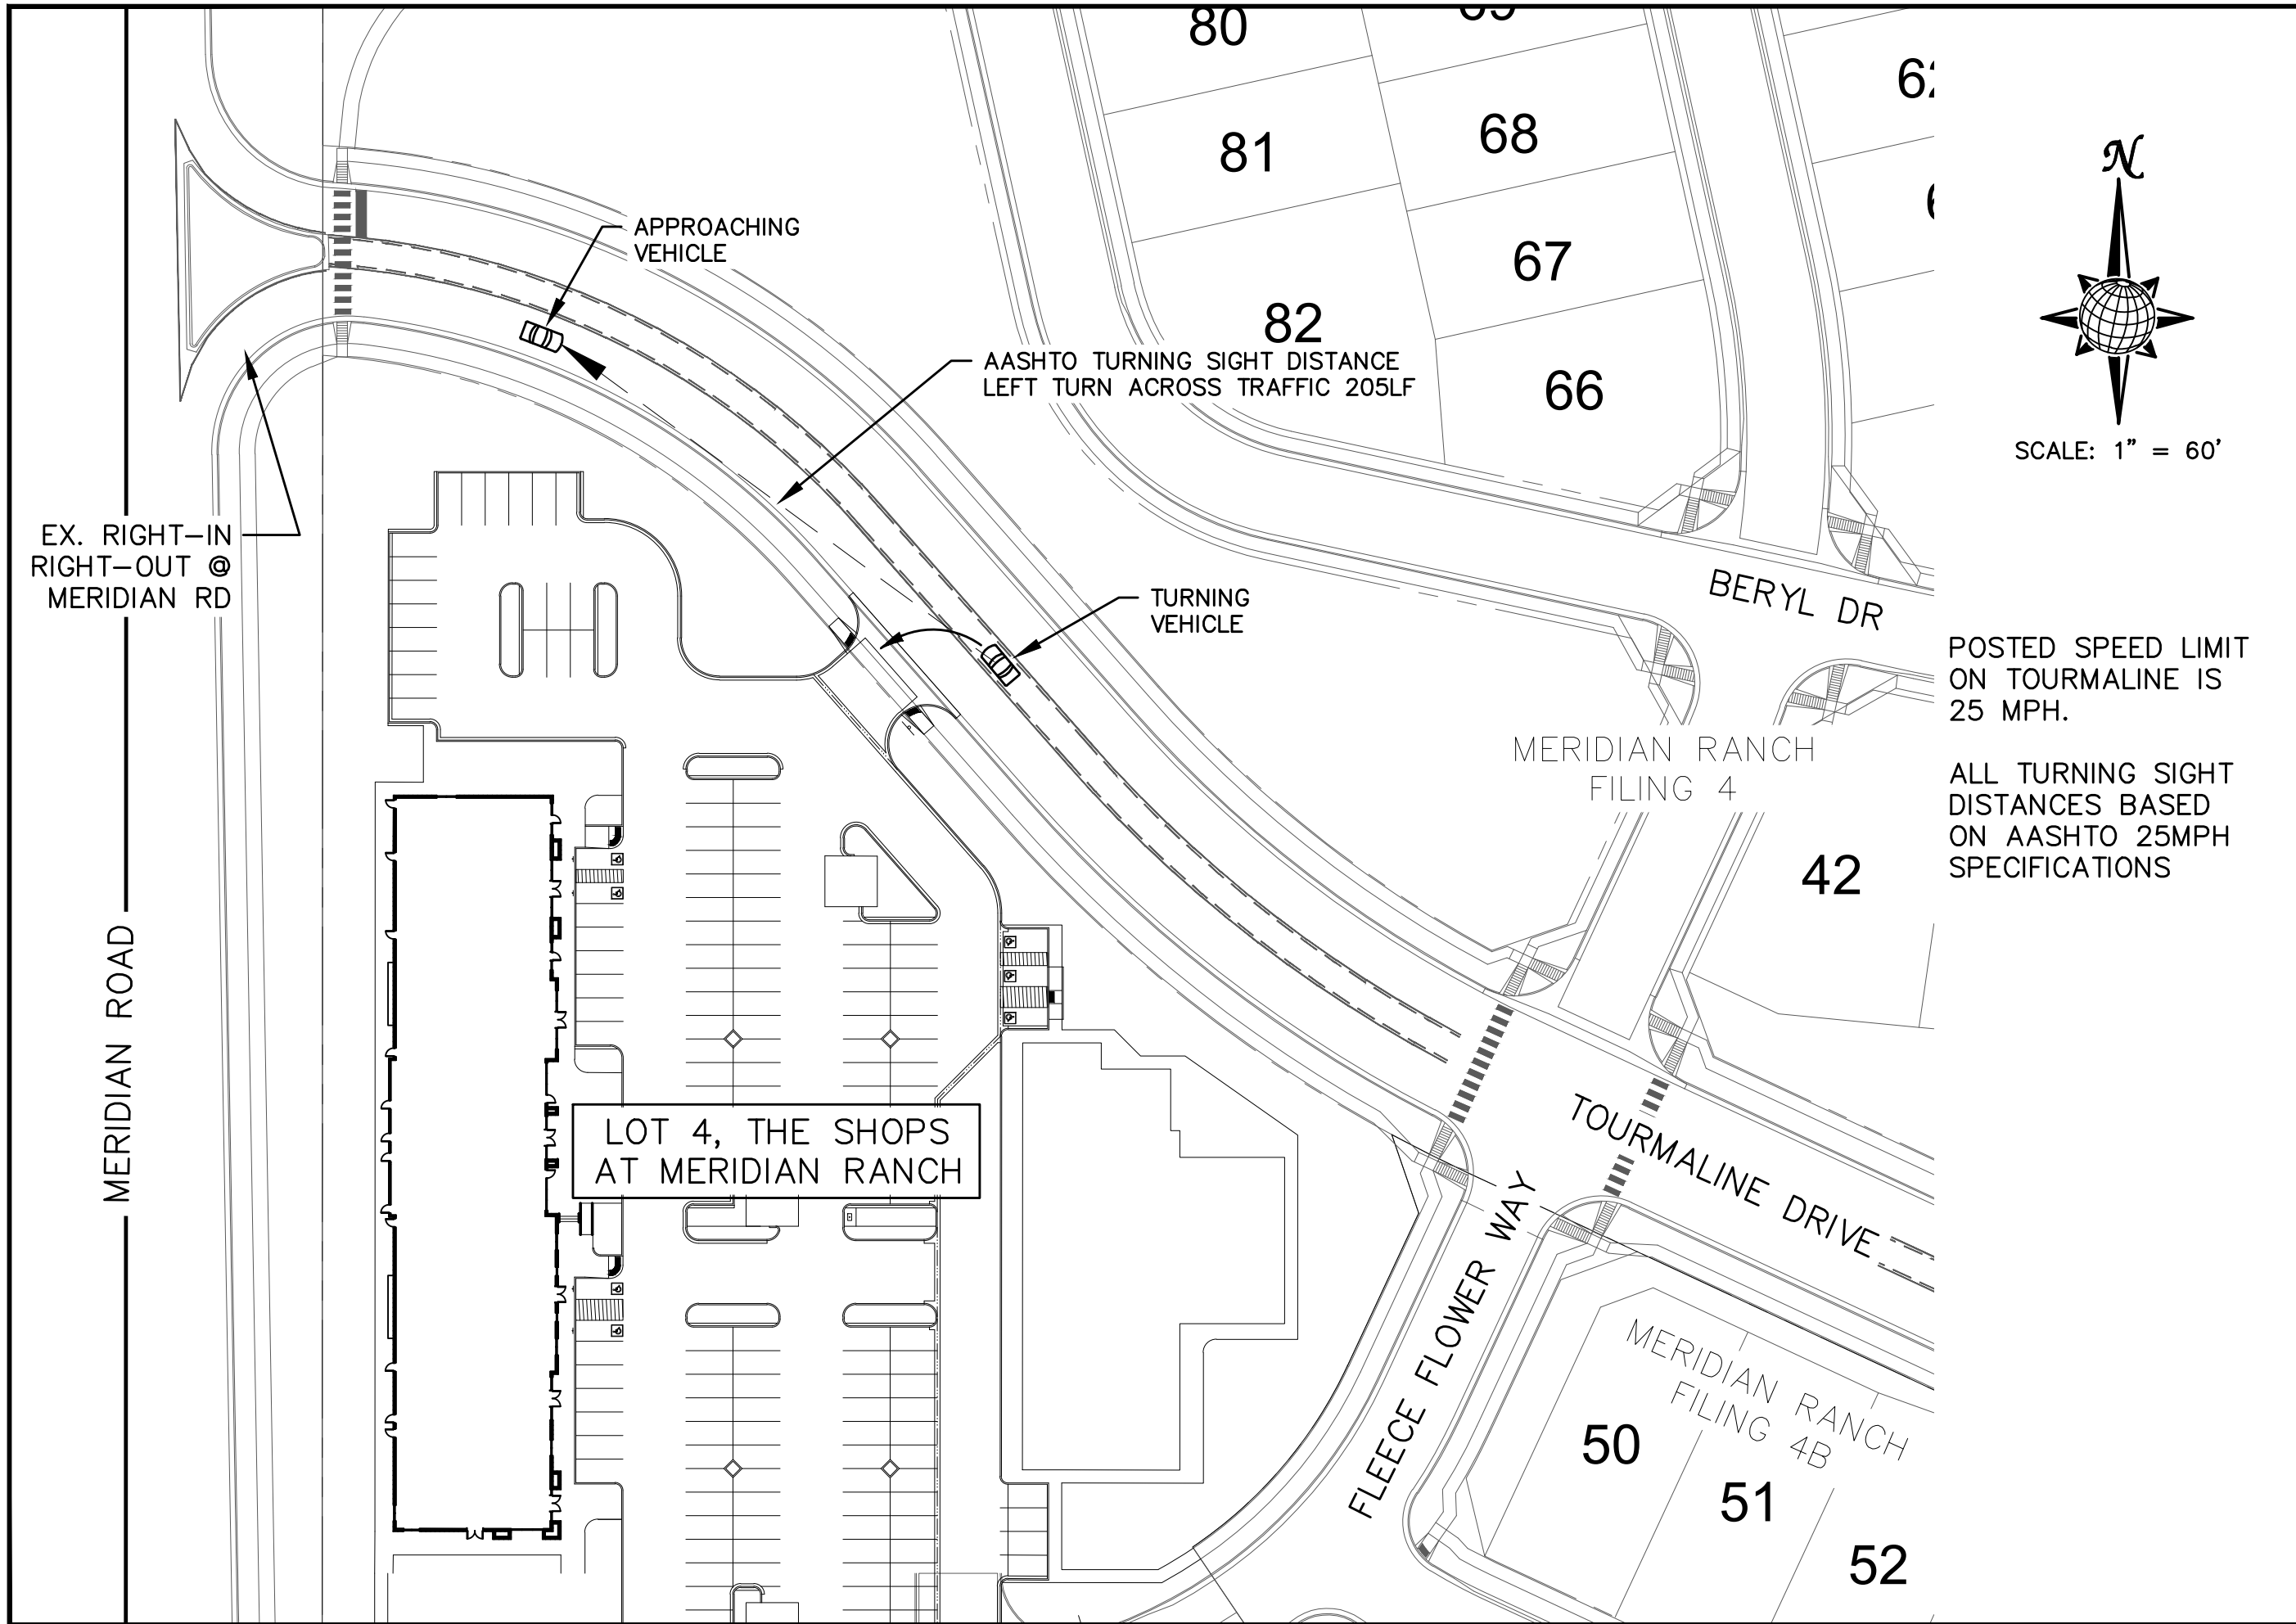 80
81
68
N
APPROACHING
VEHICLE
67
82
AASHTO TURNING SIGHT DISTANCE
LEFT TURN ACROSS TRAFFIC 205LF
66
SCALE: 1" = 60'
EX. RIGHT-IN
RIGHT-OUT @
MERIDIAN RD
TURNING
VEHICLE
BERYL DR
POSTED SPEED LIMIT
ON TOURMALINE IS
25 MPH.
MERIDIAN RANCH
FILING 4
ALL TURNING SIGHT
DISTANCES BASED
ON AASHTO 25MPH
SPECIFICATIONS
42
MERIDIAN ROAD
LOT 4, THE SHOPS
AT MERIDIAN RANCH
TOURMALINE DRIVE
FLEECE FLOWER WAY
MERIDIAN RANCH
FILING 4B
50
51
52